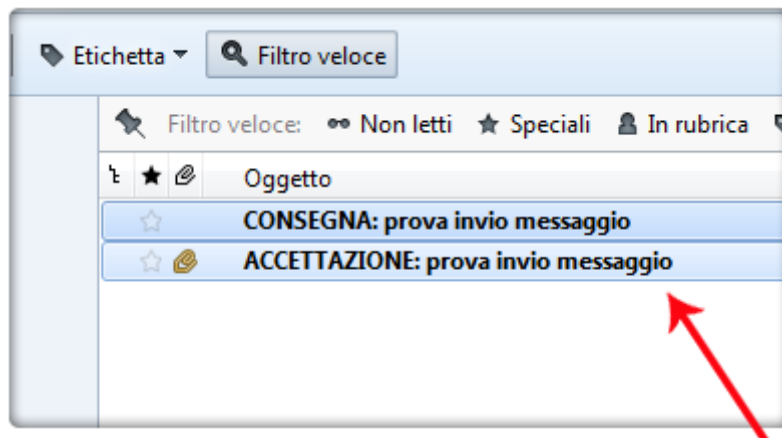 Etichetta Filtro veloce
Filtro veloce: Non letti Speciali In rubrica
Oggetto
CONSEGNA: prova invio messaggio
ACCETTAZIONE: prova invio messaggio